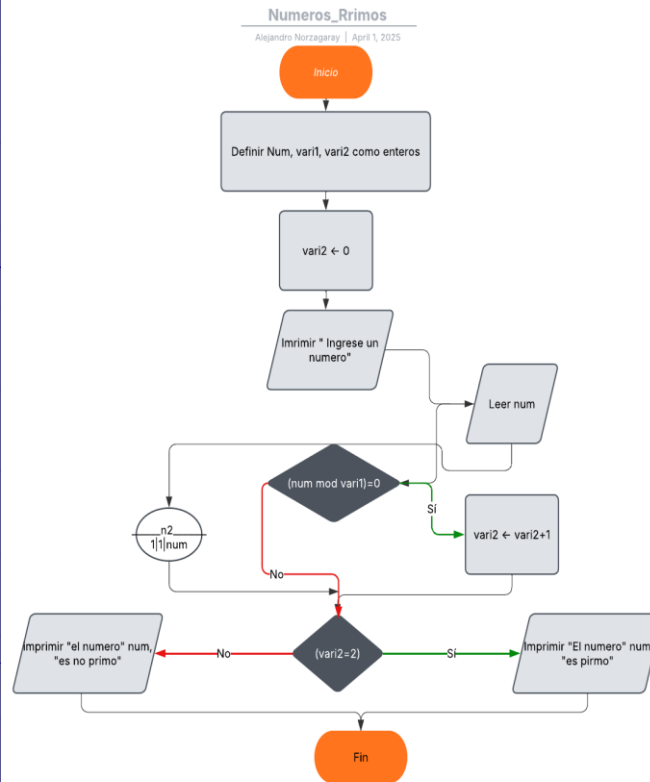 Numeros_Rrimos
Alejandro Norzagaray | April 1, 2025
Inicio
Definir Num, vari1, vari2 como enteros
vari2 ← 0
Imrimir " Ingrese un
numero"
Leer num
(num mod vari1)=0
Sí
vari2 ← vari2+1
n2
1|1|num
No
imprimir "el numero" num,
"es no primo"
No
(vari2=2)
Sí
Imprimir "El numero" num
"es pirmo"
Fin